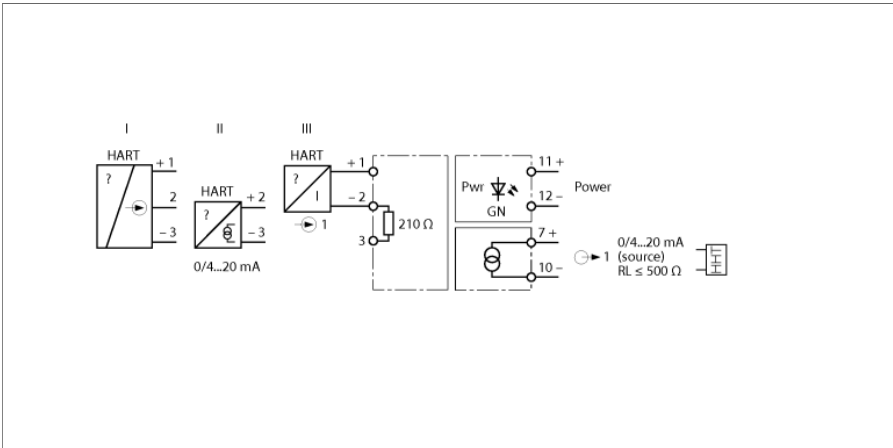 I
II
III
HART
+ 1
?
2
– 3
HART
+ 2
?
– 3
0/4...20 mA
HART
+ 1
?
I
– 2
1
210 Ω
3
11 +
Pwr
12 –
Power
GN
7 +
0/4...20 mA
1 (source)
10 –
RL ≤ 500 Ω